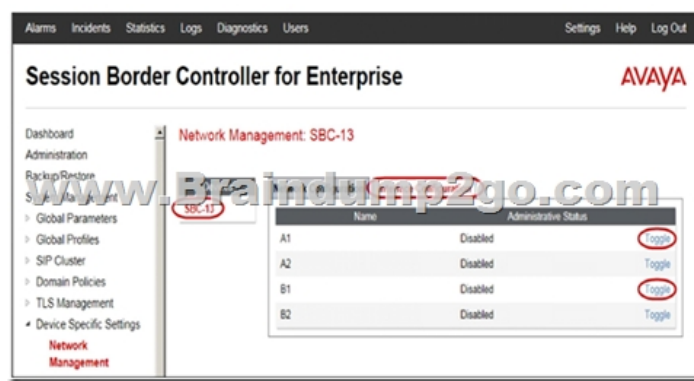 Alarms Incidents Statistics Logs Diagnostics Users Settings Help Log Out
Session Border Controller for Enterprise
AVAYA
Dashboard
Administration
Backup/Restore
System Management
Global Parameters
Global Profiles
SIP Cluster
Domain Policies
TLS Management
Device Specific Settings
Network
Management
Network Management: SBC-13
www.Braindump2go.com
SBC-13
Name Administrative Status
A1 Disabled Toggle
A2 Disabled Toggle
B1 Disabled Toggle
B2 Disabled Toggle